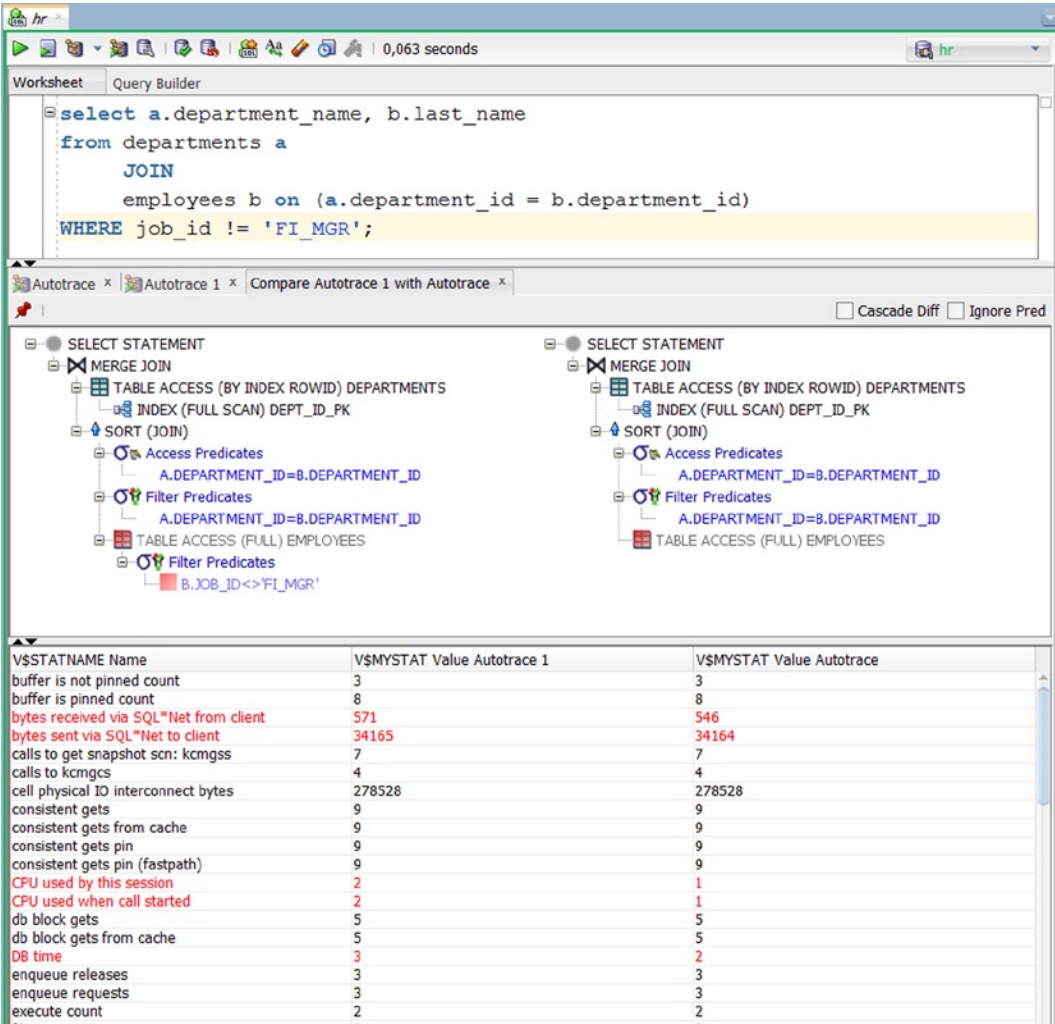 hr
0,063 seconds
hr
Worksheet Query Builder
select a.department_name, b.last_name
from departments a
JOIN
employees b on (a.department_id = b.department_id)
WHERE job_id != 'FI_MGR';
Autotrace Autotrace 1 Compare Autotrace 1 with Autotrace
Cascade Diff Ignore Pred
SELECT STATEMENT
MERGE JOIN
TABLE ACCESS (BY INDEX ROWID) DEPARTMENTS
INDEX (FULL SCAN) DEPT_ID_PK
SORT (JOIN)
Access Predicates
A.DEPARTMENT_ID=B.DEPARTMENT_ID
Filter Predicates
A.DEPARTMENT_ID=B.DEPARTMENT_ID
TABLE ACCESS (FULL) EMPLOYEES
Filter Predicates
B.JOB_ID<>'FI_MGR'
SELECT STATEMENT
MERGE JOIN
TABLE ACCESS (BY INDEX ROWID) DEPARTMENTS
INDEX (FULL SCAN) DEPT_ID_PK
SORT (JOIN)
Access Predicates
A.DEPARTMENT_ID=B.DEPARTMENT_ID
Filter Predicates
A.DEPARTMENT_ID=B.DEPARTMENT_ID
TABLE ACCESS (FULL) EMPLOYEES
V$STATNAME Name V$MYSTAT Value Autotrace 1 V$MYSTAT Value Autotrace
buffer is not pinned count 3 3
buffer is pinned count 8 8
bytes received via SQL*Net from client 571 546
bytes sent via SQL*Net to client 34165 34164
calls to get snapshot scn: kcmgss 7 7
calls to kcmgcs 4 4
cell physical IO interconnect bytes 278528 278528
consistent gets 9 9
consistent gets from cache 9 9
consistent gets pin 9 9
consistent gets pin (fastpath) 9 9
CPU used by this session 2 1
CPU used when call started 2 1
db block gets 5 5
db block gets from cache 5 5
DB time 3 2
enqueue releases 3 3
enqueue requests 3 3
execute count 2 2